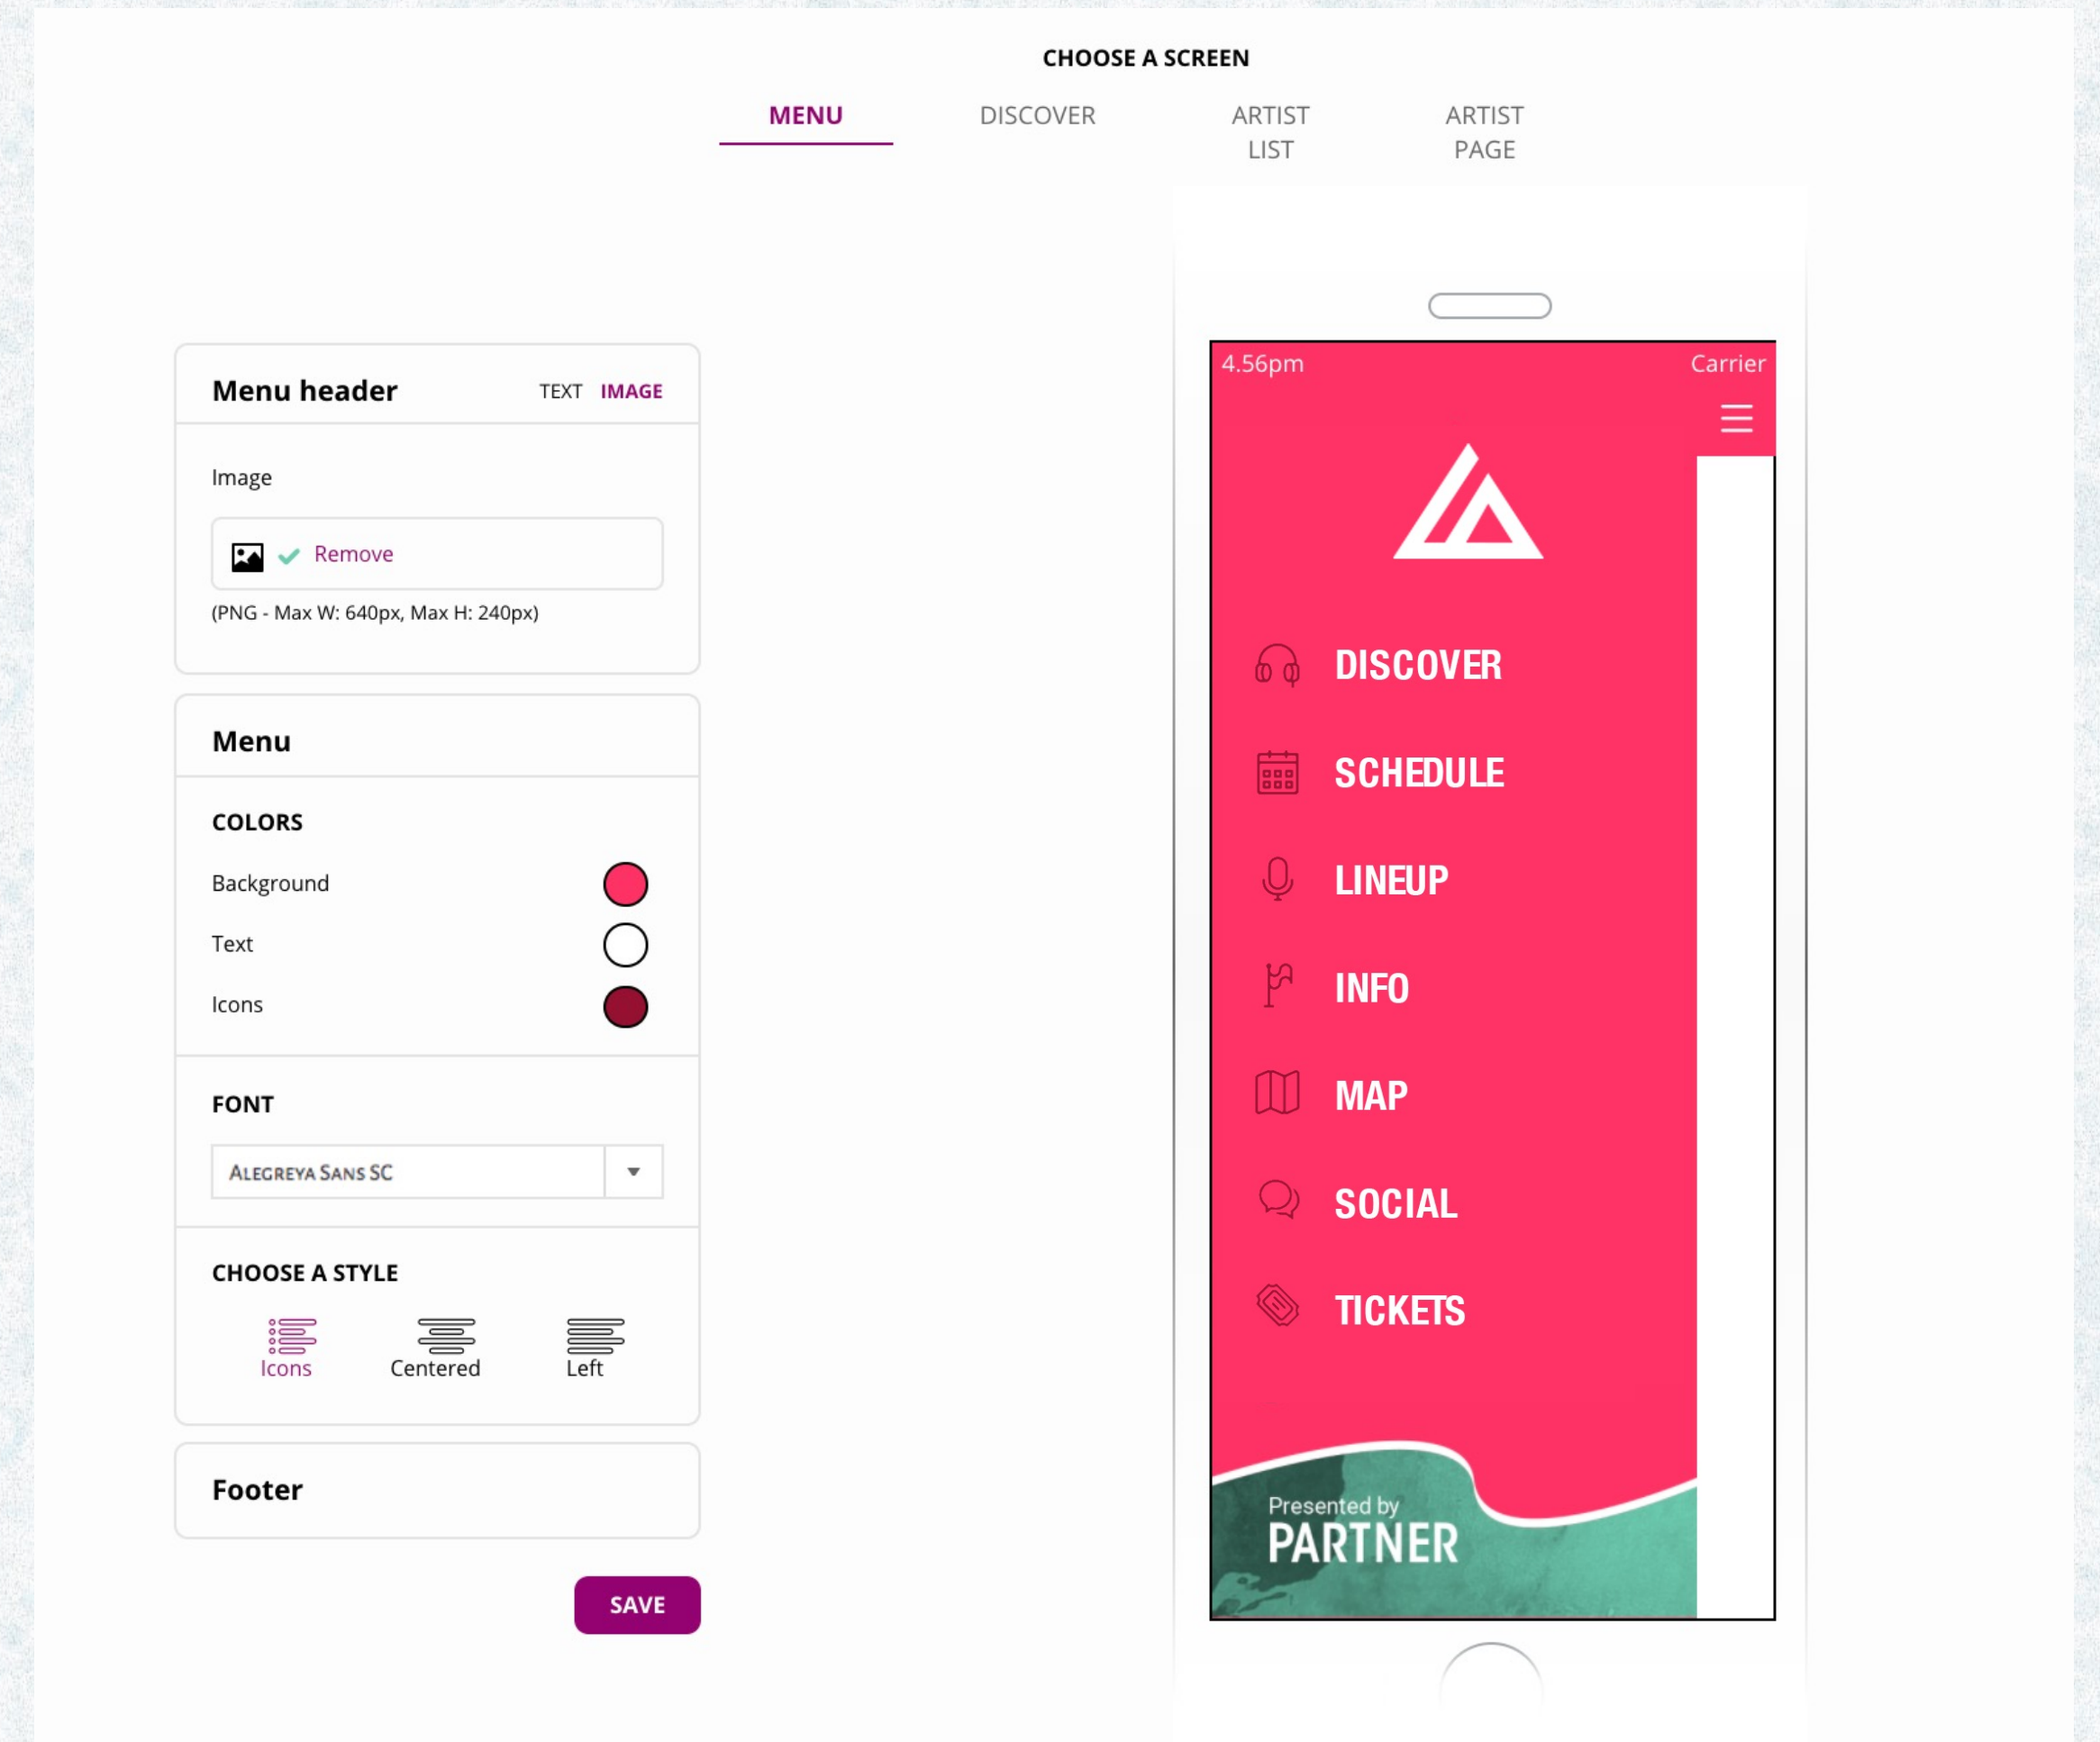 CHOOSE A SCREEN
MENU
DISCOVER
ARTIST
LIST
ARTIST
PAGE
Menu header
TEXT IMAGE
Image
Remove
(PNG - Max W: 640px, Max H: 240px)
Menu
COLORS
Background
Text
Icons
FONT
ALEGREYA SANS SC
CHOOSE A STYLE
Icons
Centered
Left
Footer
SAVE
4.56pm
Carrier
DISCOVER
SCHEDULE
LINEUP
INFO
MAP
SOCIAL
TICKETS
Presented by
PARTNER